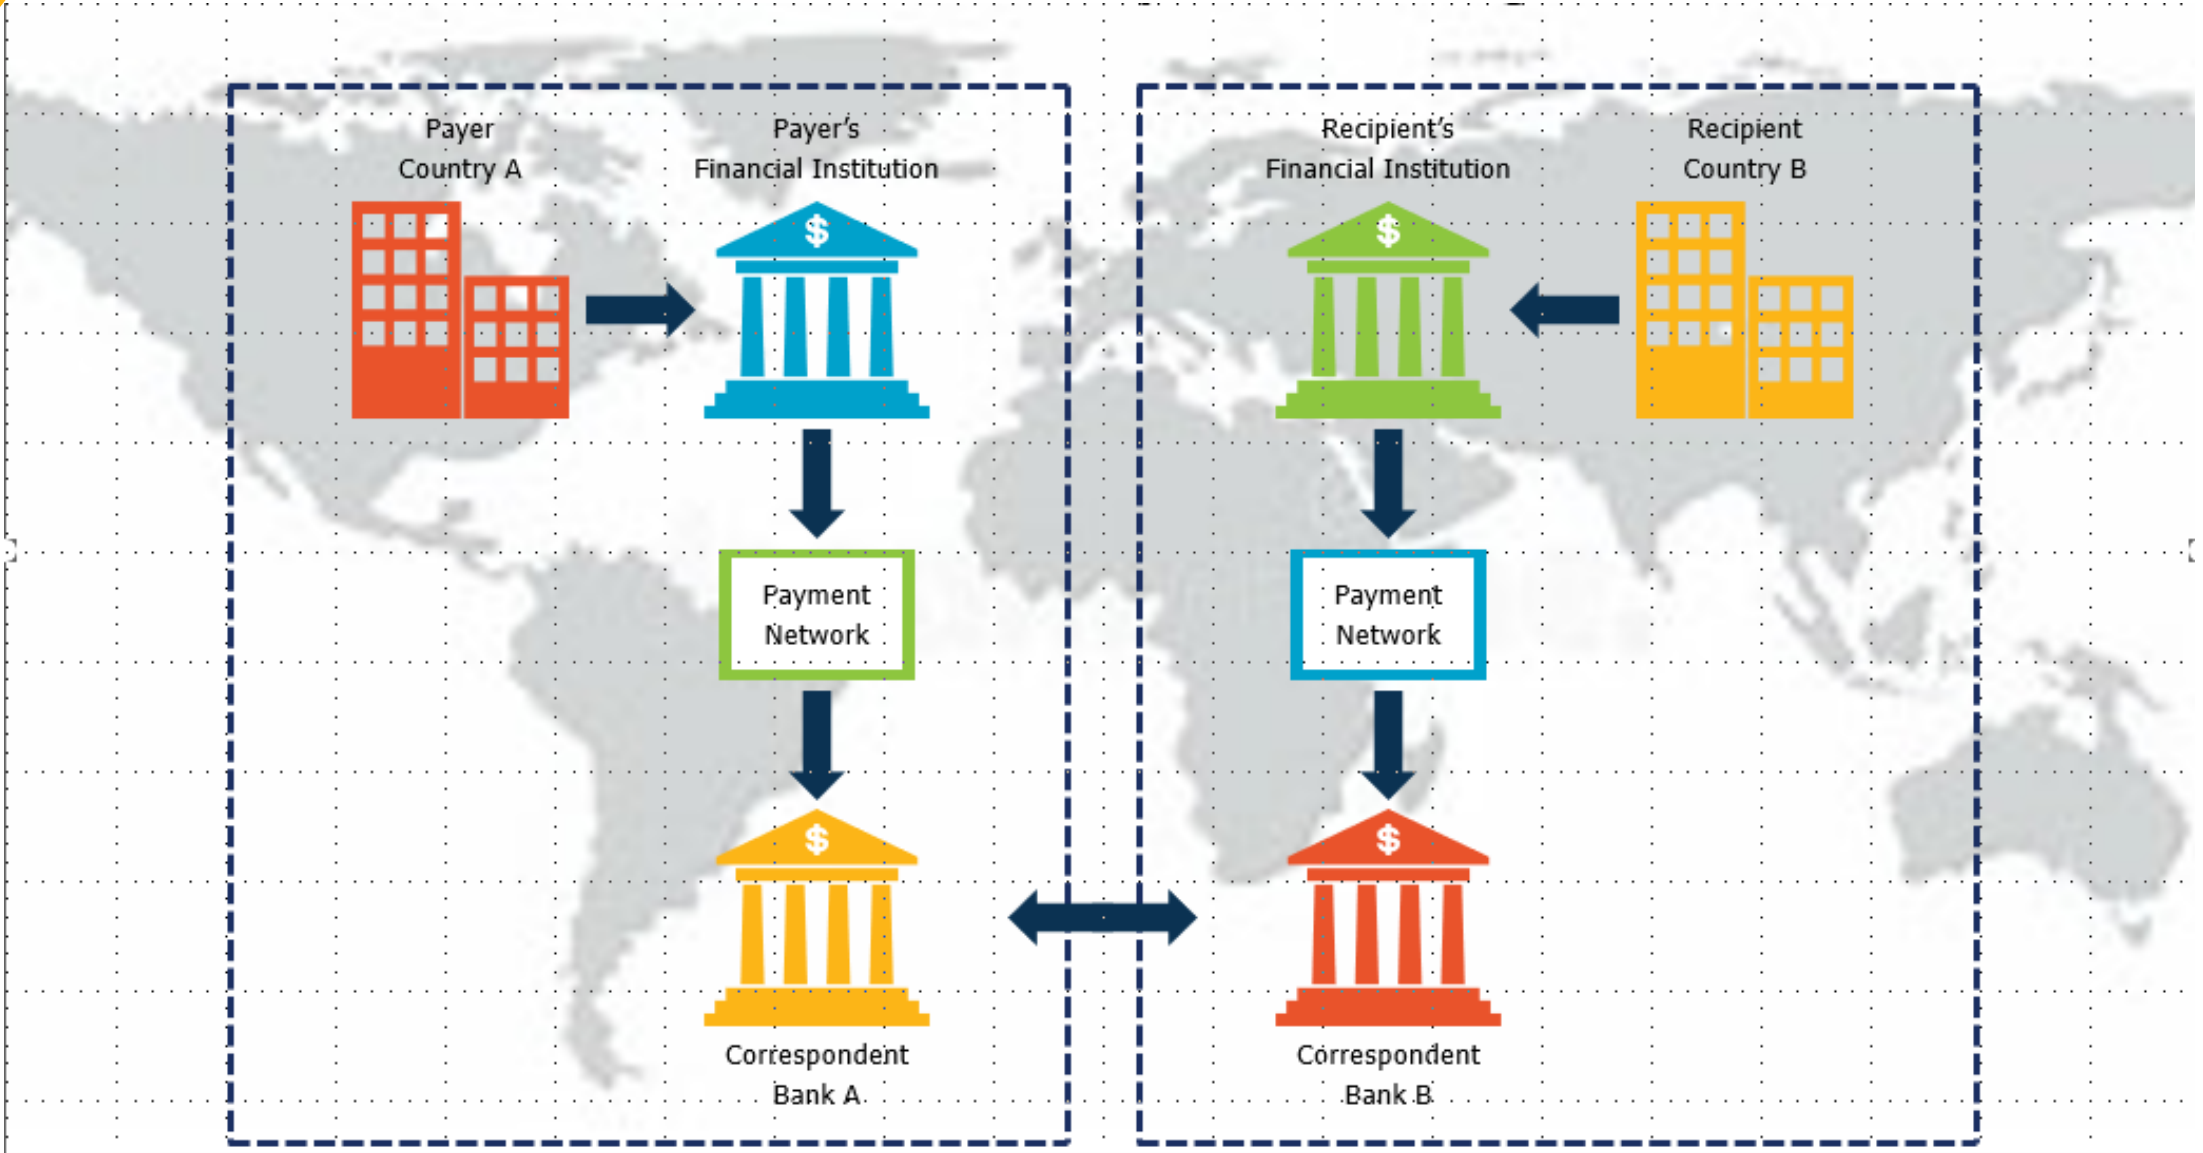 Payer
Country A
Payer's
Financial Institution
Recipient's
Financial Institution
Recipient
Country B
$
$
Payment
Network
Payment
Network
$
$
Correspondent
Bank A
Correspondent
Bank B